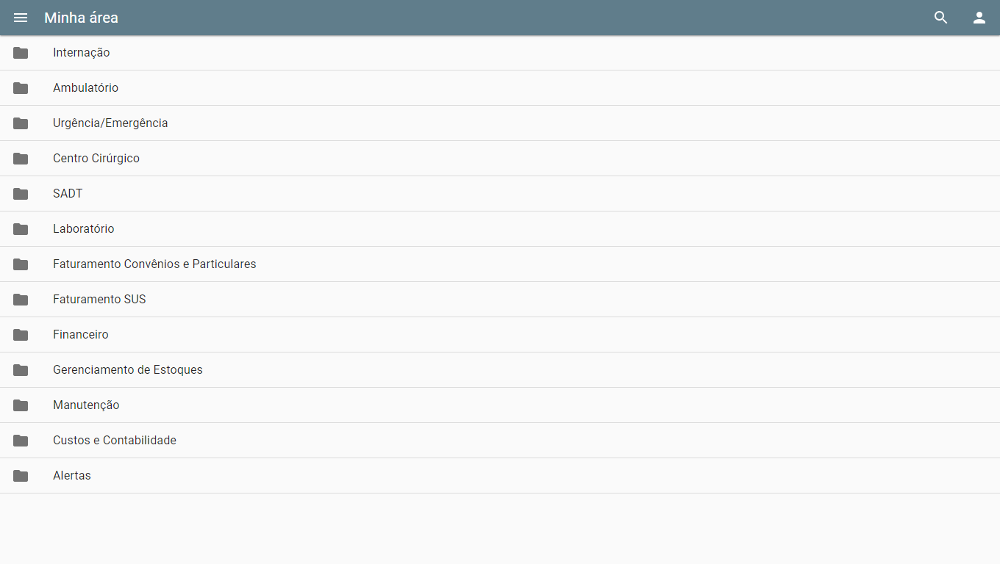 Minha área
Internação
Ambulatório
Urgência/Emergência
Centro Cirúrgico
SADT
Laboratório
Faturamento Convênios e Particulares
Faturamento SUS
Financeiro
Gerenciamento de Estoques
Manutenção
Custos e Contabilidade
Alertas